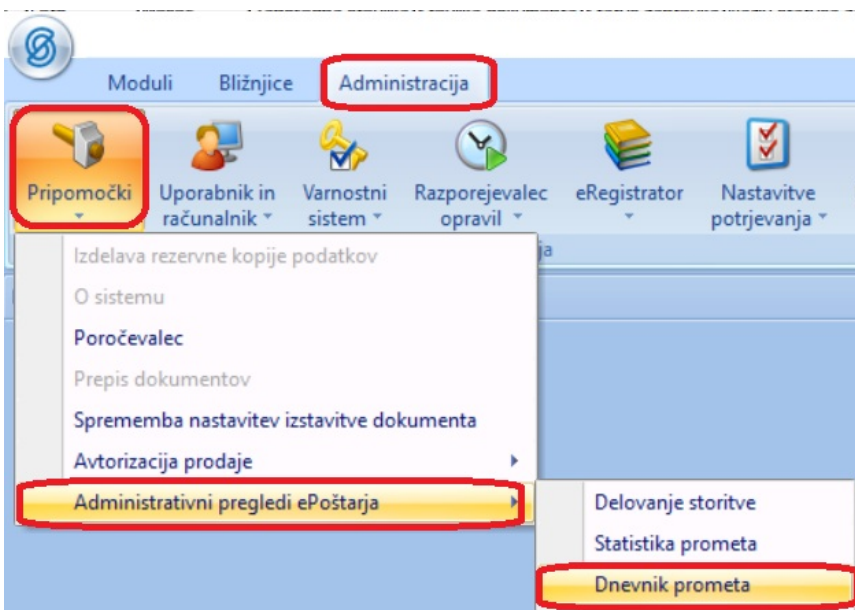 Moduli Bližnjice Administracija
Pripomočki Uporabnik in Varnostni Razporejevalec eRegistrator Nastavitve
računalnik sistem opravil potrjevanja
Izdelava rezervne kopije podatkov
ja
O sistemu
Poročevalec
Prepis dokumentov
Sprememba nastavitev izstavitve dokumenta
Avtorizacija prodaje
Administrativni pregledi ePoštarja
Delovanje storitve
Statistika prometa
Dnevnik prometa